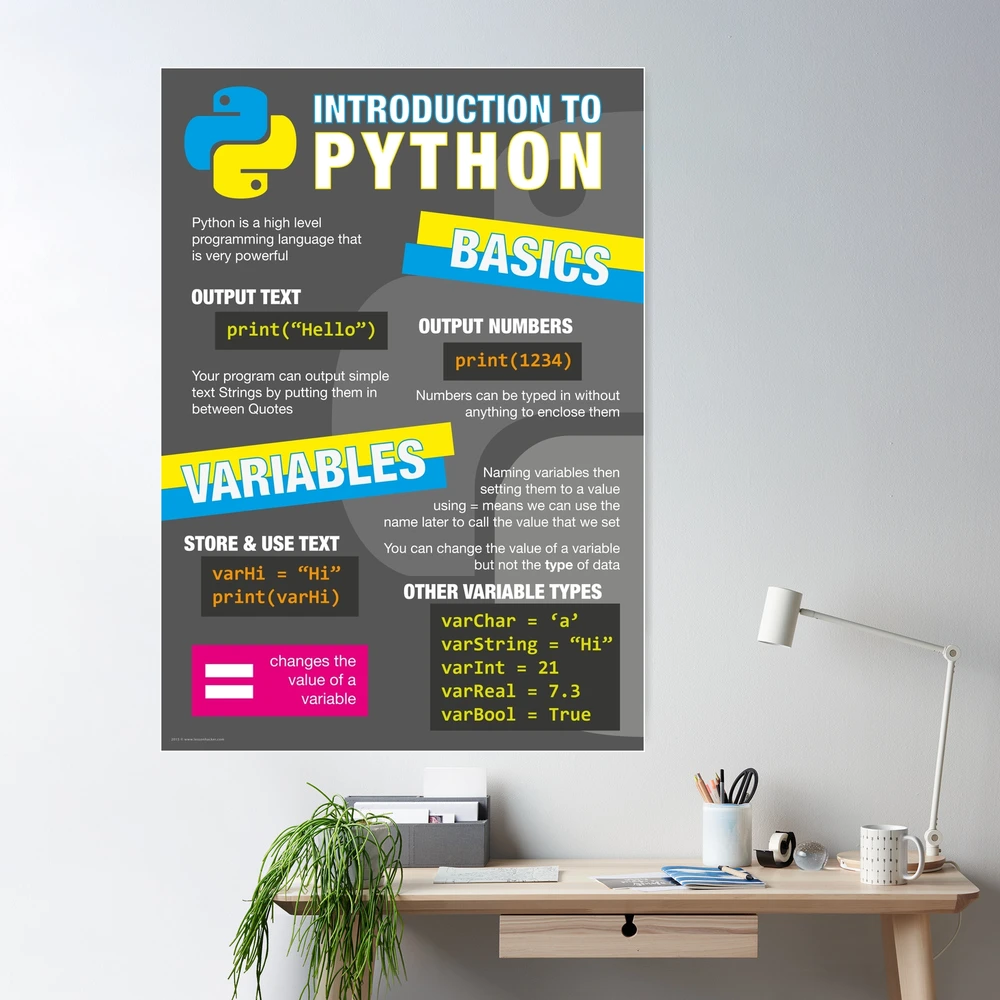 INTRODUCTION TO
PYTHON
Python is a high level
programming language that
is very powerful
BASICS
OUTPUT TEXT
print(“Hello”)
Your program can output simple
text Strings by putting them in
between Quotes
OUTPUT NUMBERS
print(1234)
Numbers can be typed in without
anything to enclose them
VARIABLES
Naming variables then
setting them to a value
using = means we can use the
name later to call the value that we set
You can change the value of a variable
but not the type of data
STORE & USE TEXT
varHi = “Hi”
print(varHi)
=
changes the
value of a
variable
OTHER VARIABLE TYPES
varChar = ‘a’
varString = “Hi”
varInt = 21
varReal = 7.3
varBool = True